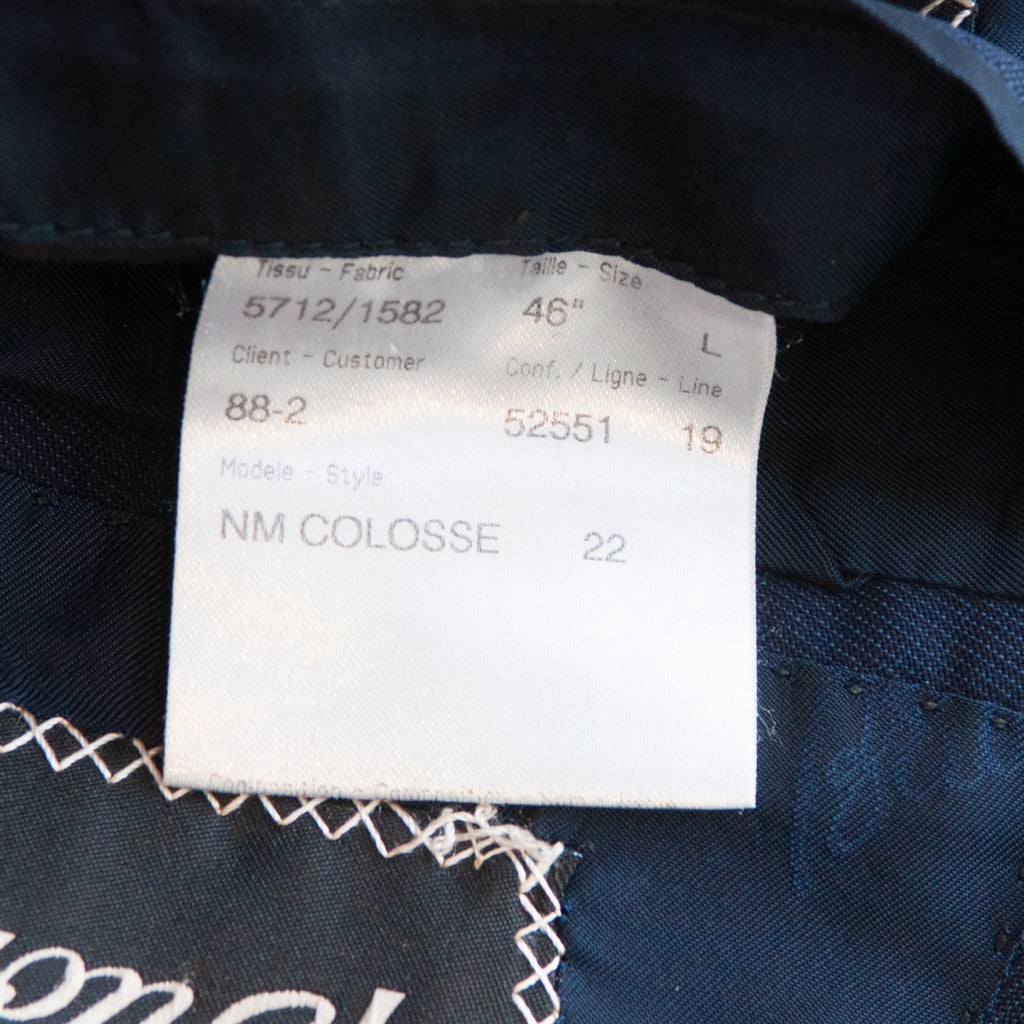 Tissu - Fabric Taille - Size
5712/1582 46" L
Client - Customer Conf. / Ligne - Line
88-2 52551 19
Modele - Style
NM COLOSSE 22